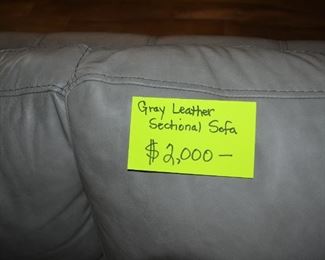 Gray Leather
Sectional Sofa
$2,000—